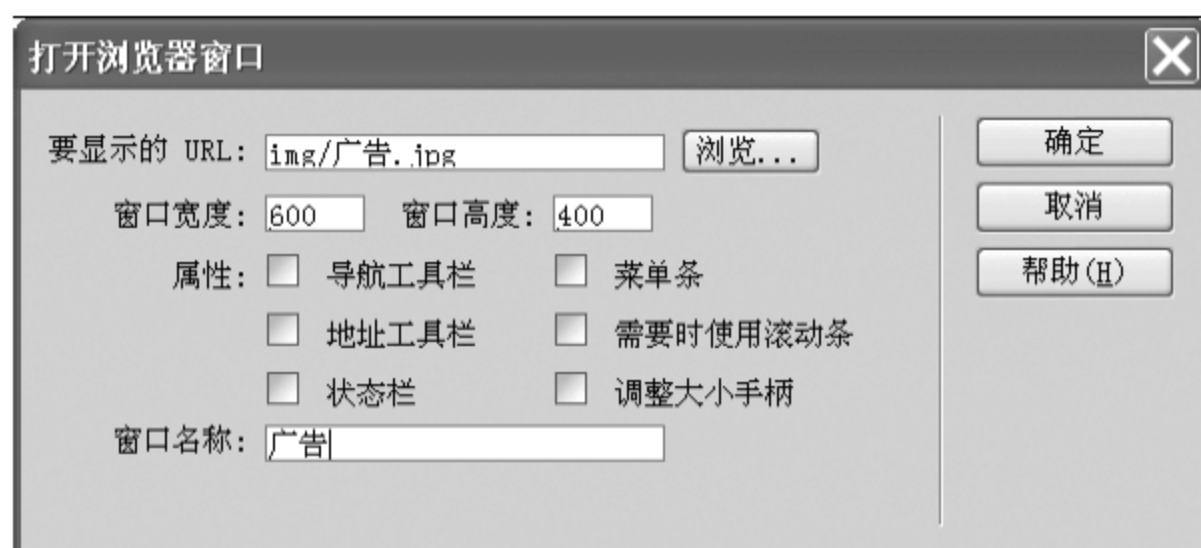 打开浏览器窗口
要显示的 URL: img/广告.jpg 浏览... 确定
窗口宽度: 600 窗口高度: 400 取消
属性: 导航工具栏 菜单条 帮助(H)
地址工具栏 需要时使用滚动条
状态栏 调整大小手柄
窗口名称: 广告